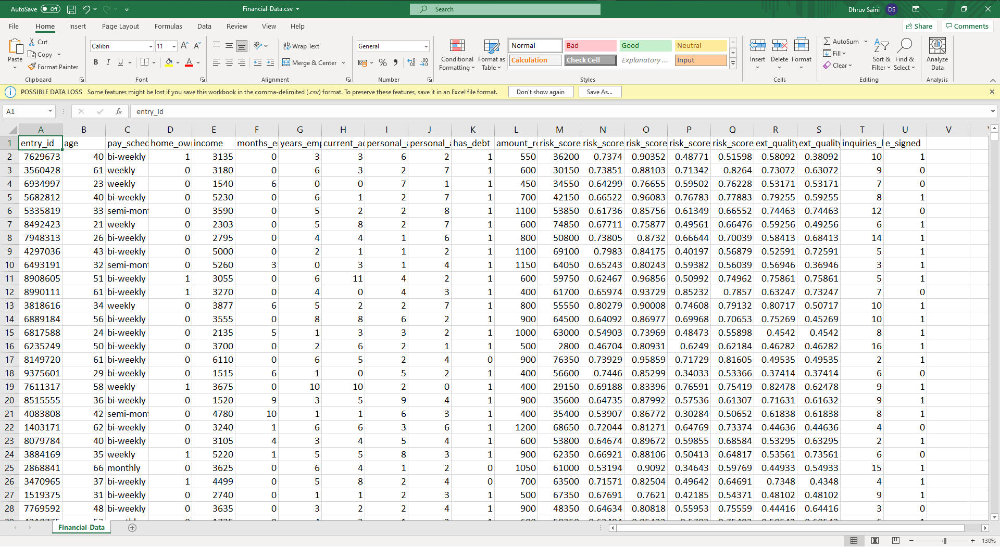 AutoSave Off Financial-Data.csv Search Dhruv Saini DS
File Home Insert Page Layout Formulas Data Review View Help Share Comments
Paste
Cut
Copy
Format Painter
Clipboard
Calibri 11
B I U
Font
Wrap Text
Merge & Center
Alignment
General
Number
Conditional Formatting
Format as Table
Normal Bad Good Neutral
Calculation Check Cell Explanatory ... Input
Styles
Insert Delete Format
Cells
AutoSum
Fill
Clear
Sort & Filter
Find & Select
Editing
Analyze Data
Analysis
POSSIBLE DATA LOSS Some features might be lost if you save this workbook in the comma-delimited (.csv) format. To preserve these features, save it in an Excel file format. Don't show again Save As...
A1 fx entry_id
A B C D E F G H I J K L M N O P Q R S T U V
1 entry_id age pay_sched home_ow income months_e years_emp current_ad personal_a personal_a has_debt amount_re risk_score risk_score risk_score risk_score risk_score ext_quality ext_quality inquiries_l e_signed
2 7629673 40 bi-weekly 1 3135 0 3 3 6 2 1 550 36200 0.7374 0.90352 0.48771 0.51598 0.58092 0.38092 10 1
3 3560428 61 weekly 0 3180 0 6 3 2 7 1 600 30150 0.73851 0.88103 0.71342 0.8264 0.73072 0.63072 9 0
4 6934997 23 weekly 0 1540 6 0 0 7 1 1 450 34550 0.64299 0.76655 0.59502 0.76228 0.53171 0.53171 7 0
5 5682812 40 bi-weekly 0 5230 0 6 1 2 7 1 700 42150 0.66522 0.96083 0.76783 0.77883 0.79255 0.59255 8 1
6 5335819 33 semi-mont 0 3590 0 5 2 2 8 1 1100 53850 0.61736 0.85756 0.61349 0.66552 0.74463 0.74463 12 0
7 8492423 21 weekly 0 2303 0 5 8 2 7 1 600 74850 0.67711 0.75877 0.49561 0.66476 0.59256 0.49256 6 1
8 7948313 26 bi-weekly 0 2795 0 4 4 1 6 1 800 50800 0.73805 0.8732 0.66644 0.70039 0.58413 0.68413 14 1
9 4297036 43 bi-weekly 0 5000 0 2 1 1 2 1 1100 69100 0.7983 0.84175 0.40197 0.56879 0.52591 0.72591 5 1
10 6493191 32 semi-mont 0 5260 3 0 3 1 4 1 1150 64050 0.65243 0.80243 0.59382 0.56039 0.56946 0.36946 3 1
11 8908605 51 bi-weekly 1 3055 0 6 11 4 2 1 600 59750 0.62467 0.96856 0.50992 0.74962 0.75861 0.75861 5 1
12 8990111 61 bi-weekly 1 3270 0 4 0 4 3 1 400 61700 0.65974 0.93729 0.85232 0.7857 0.63247 0.73247 7 0
13 3818616 34 weekly 0 3877 6 5 2 2 7 1 800 55550 0.80279 0.90008 0.74608 0.79132 0.80717 0.50717 10 1
14 6889184 56 bi-weekly 0 3555 0 8 8 6 2 1 900 64500 0.64092 0.86977 0.69968 0.70653 0.75269 0.45269 10 1
15 6817588 24 bi-weekly 0 2135 5 1 3 3 2 1 1000 63000 0.54903 0.73969 0.48473 0.55898 0.4542 0.4542 8 1
16 6235249 50 bi-weekly 0 3700 0 2 6 2 1 1 500 2800 0.46704 0.80931 0.6249 0.62184 0.46282 0.46282 16 1
17 8149720 61 bi-weekly 0 6110 0 6 5 2 4 0 900 76350 0.73929 0.95859 0.71729 0.81605 0.49535 0.49535 2 1
18 9375601 29 bi-weekly 0 1515 6 1 0 5 2 1 400 56600 0.7446 0.85299 0.34033 0.53366 0.37414 0.37414 6 0
19 7611317 58 weekly 1 3675 0 10 10 2 0 1 400 29150 0.69188 0.83396 0.76591 0.75419 0.82478 0.62478 9 1
20 8515555 36 bi-weekly 0 1520 9 3 5 9 4 1 900 35600 0.64735 0.87992 0.57536 0.61307 0.71631 0.61632 9 1
21 4083808 42 semi-mont 0 4780 10 1 1 6 3 1 400 35400 0.53907 0.86772 0.30284 0.50652 0.61838 0.61838 8 1
22 1403171 62 bi-weekly 0 3240 1 6 6 3 6 1 1200 68650 0.72044 0.81271 0.64769 0.73374 0.44636 0.44636 4 0
23 8079784 40 bi-weekly 0 3105 4 3 4 5 4 1 600 53800 0.64674 0.89672 0.59855 0.68584 0.53295 0.63295 2 1
24 3884169 35 weekly 1 5220 1 5 5 8 3 1 900 62350 0.66921 0.88106 0.50413 0.64817 0.53561 0.73561 6 0
25 2868841 66 monthly 0 3625 0 6 4 1 2 0 1050 61000 0.53194 0.9092 0.34643 0.59769 0.44933 0.54933 15 1
26 3470965 37 bi-weekly 1 4499 0 5 8 2 4 0 700 63500 0.71571 0.82504 0.49642 0.64691 0.7348 0.4348 4 1
27 1519375 31 bi-weekly 0 2740 0 1 1 2 3 1 500 67350 0.67691 0.7621 0.42185 0.54371 0.48102 0.48102 9 1
28 7769592 48 bi-weekly 0 3635 0 3 2 2 4 1 900 48350 0.64634 0.80818 0.55953 0.75559 0.44416 0.64416 3 0
Financial-Data
130%